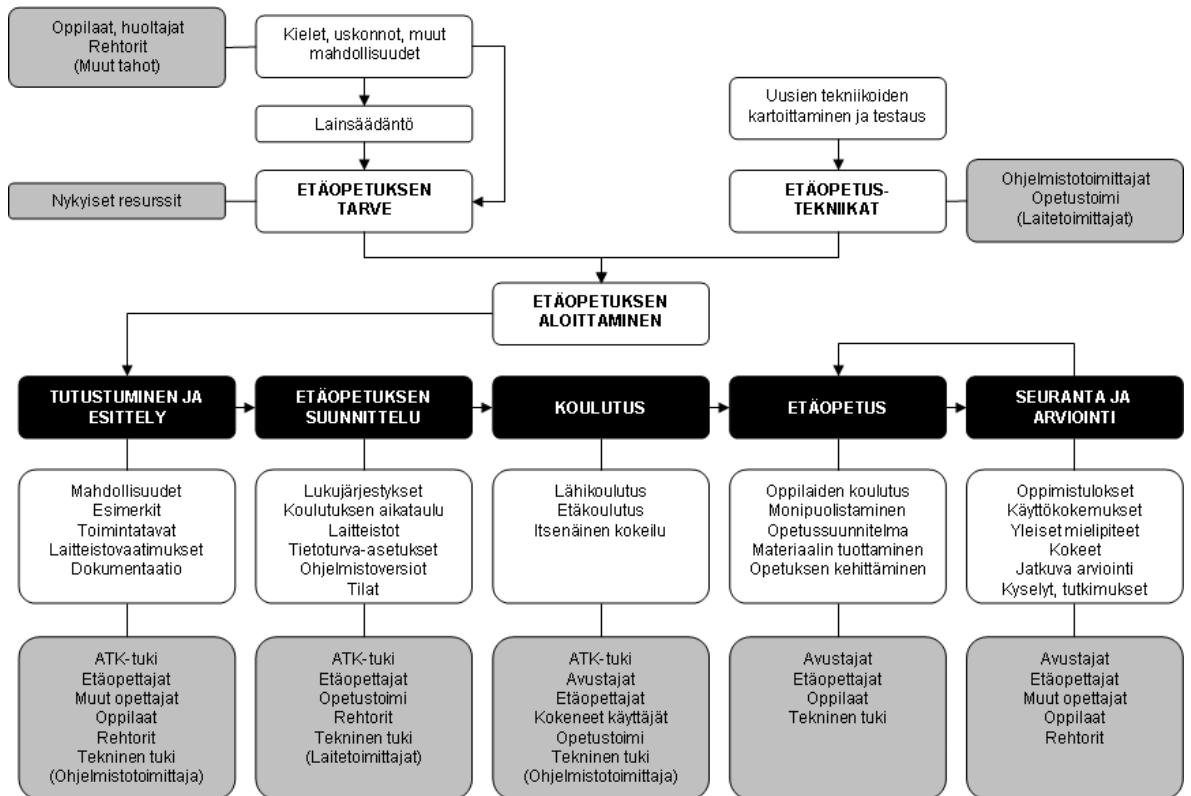 Oppilaat, huoltajat
Rehtorit
(Muut tahot)
Kielet, uskonnot, muut
mahdollisuudet
Uusien tekniikoiden
kartoittaminen ja testaus
Lainsäädäntö
Nykyiset resurssit
ETÄOPETUKSEN
TARVE
ETÄOPETUS-
TEKNIIKAT
Ohjelmistotoimittajat
Opetustoimi
(Laitetoimittajat)
ETÄOPETUKSEN
ALOITTAMINEN
TUTUSTUMINEN JA
ESITTELY
ETÄOPETUKSEN
SUUNNITTELU
KOULUTUS
ETÄOPETUS
SEURANTA JA
ARVIOINTI
Mahdollisuudet
Esimerkit
Toimintatavat
Laitteistovaatimukset
Dokumentaatio
Lukujärjestykset
Koulutuksen aikataulu
Laitteistot
Tietoturva-asetukset
Ohjelmistoversiot
Tilat
Lähikoulutus
Etäkoulutus
Itsenäinen kokeilu
Oppilaiden koulutus
Monipuolistaminen
Opetussuunnitelma
Materiaalin tuottaminen
Opetuksen kehittäminen
Oppimistulokset
Käyttökokemukset
Yleiset mielipiteet
Kokeet
Jatkuva arviointi
Kyselyt, tutkimukset
ATK-tuki
Etäopettajat
Muut opettajat
Oppilaat
Rehtorit
Tekninen tuki
(Ohjelmistotoimittaja)
ATK-tuki
Etäopettajat
Opetustoimi
Rehtorit
Tekninen tuki
(Laitetoimittajat)
ATK-tuki
Avustajat
Etäopettajat
Kokeneet käyttäjät
Opetustoimi
Tekninen tuki
(Ohjelmistotoimittaja)
Avustajat
Etäopettajat
Oppilaat
Tekninen tuki
Avustajat
Etäopettajat
Muut opettajat
Oppilaat
Rehtorit